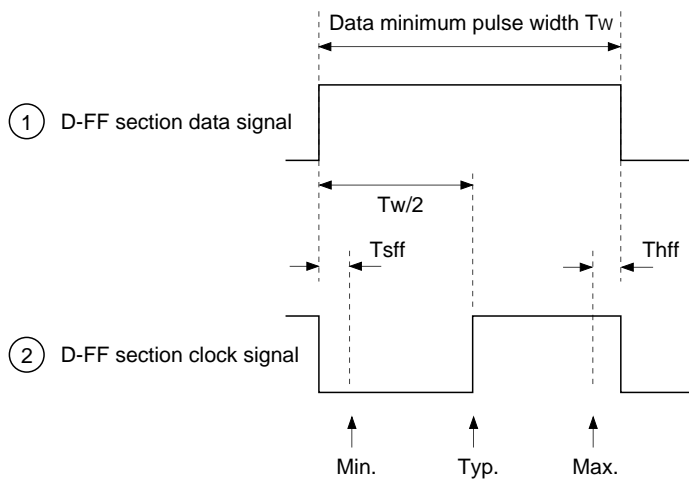 Data minimum pulse width Tw
1 D-FF section data signal
Tw/2
Tsff
Thff
2 D-FF section clock signal
Min.
Typ.
Max.